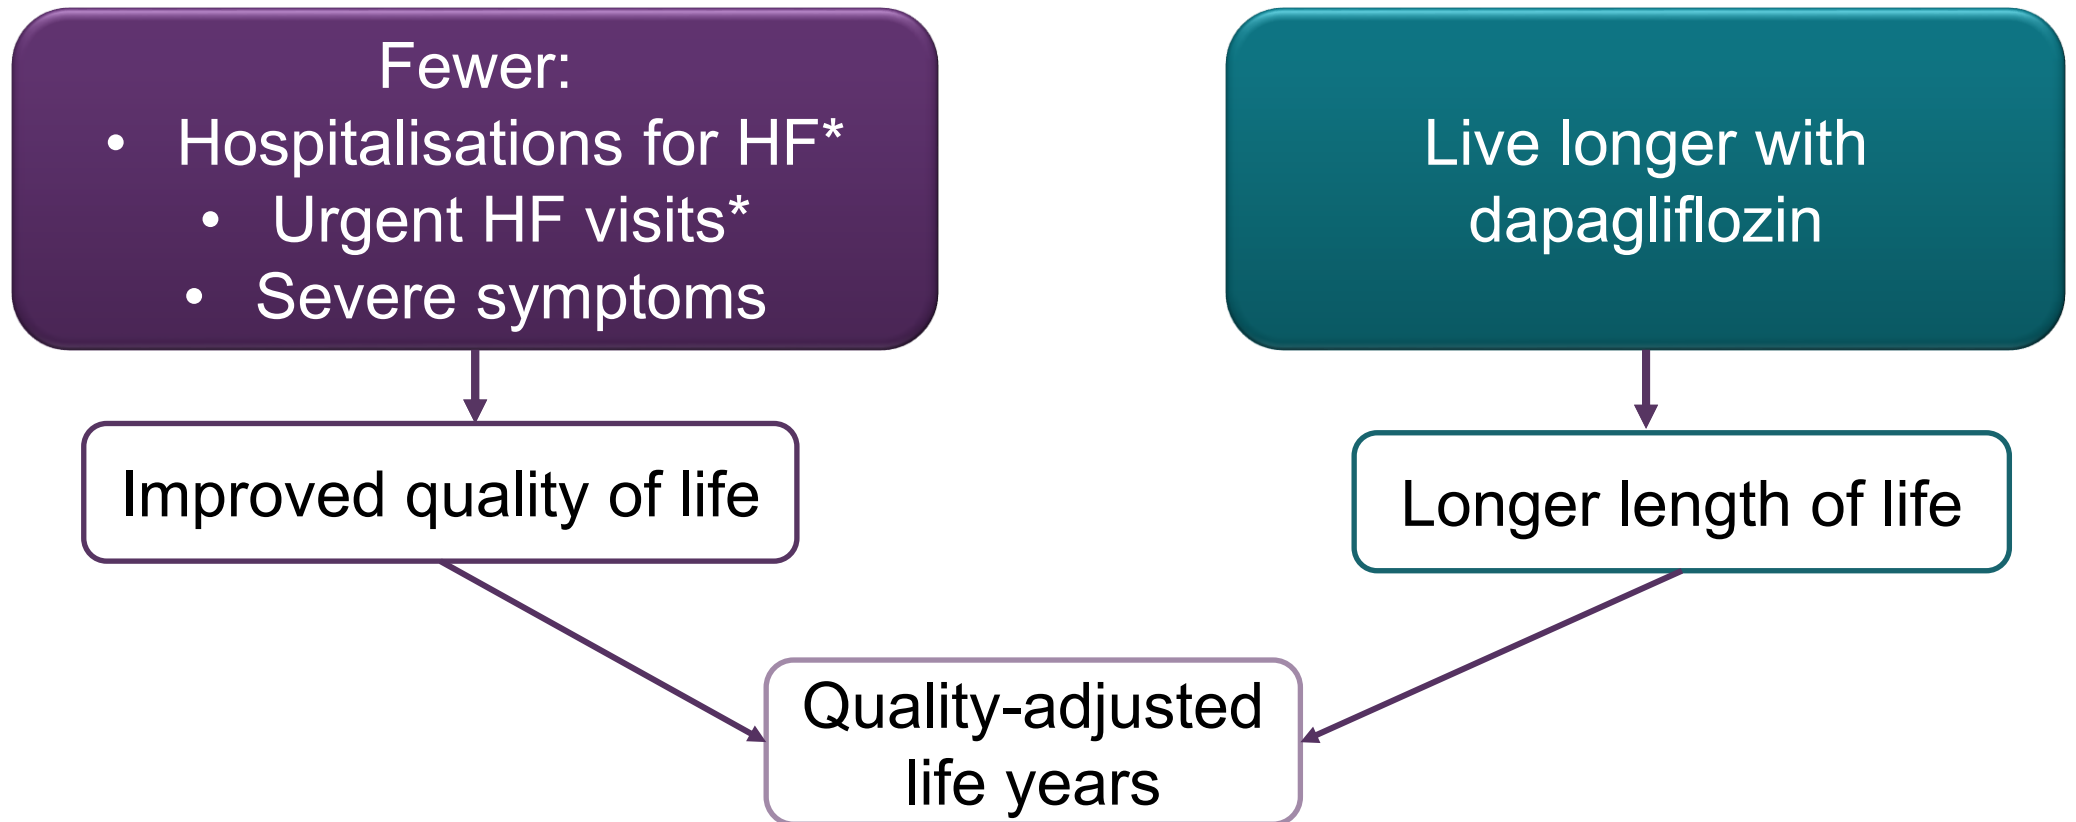 Fewer:
• Hospitalisations for HF*
• Urgent HF visits*
• Severe symptoms
Live longer with
dapagliflozin
Improved quality of life
Longer length of life
Quality-adjusted
life years